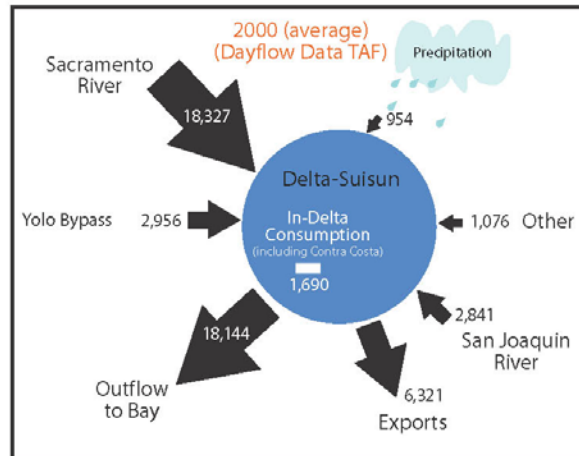 2000 (average)
(Dayflow Data TAF)
Precipitation
Sacramento
River
18,327
954
Delta-Suisun
Yolo Bypass
2,956
In-Delta
Consumption
(including Contra Costa)
1,690
1,076
Other
18,144
2,841
San Joaquin
River
Outflow
to Bay
6,321
Exports